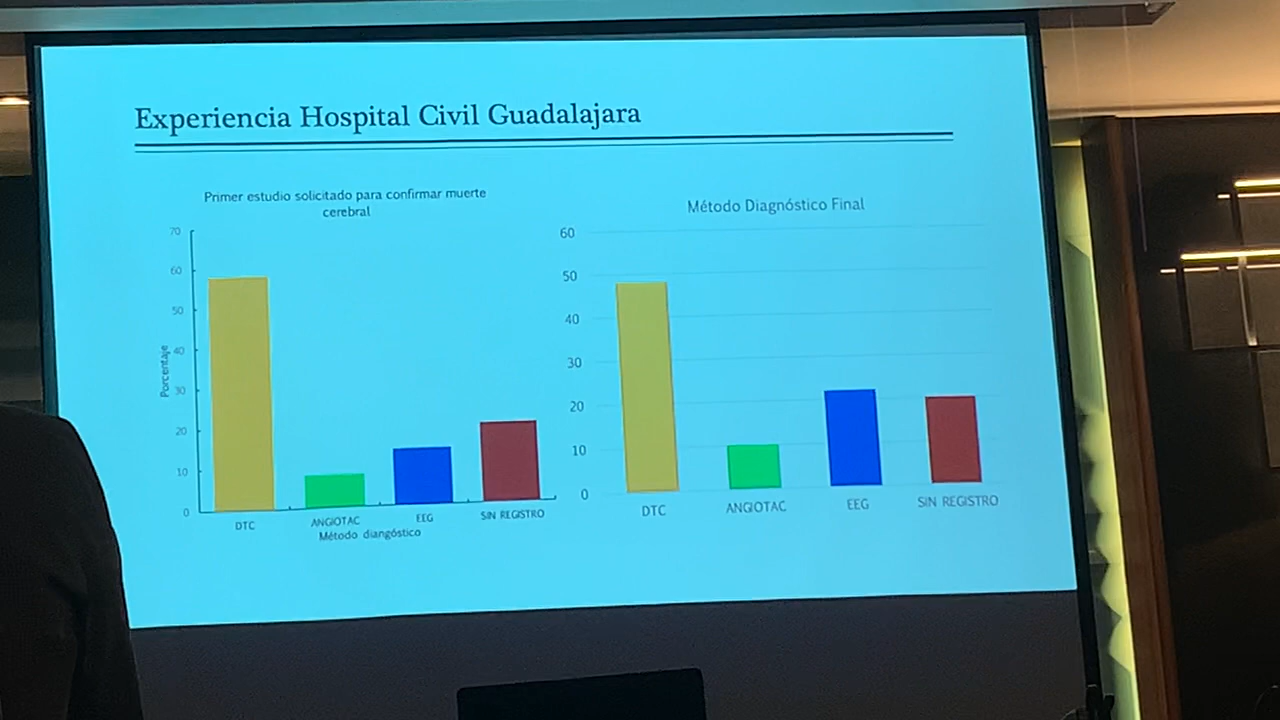 Experiencia Hospital Civil Guadalajara
Primer estudio solicitado para confirmar muerte
cerebral
70
60
50
40
30
20
10
0
Porcentaje
DTC
ANGIOTAC
EEG
SIN REGISTRO
Método diangóstico
Método Diagnóstico Final
60
50
40
30
20
10
0
DTC
ANGIOTAC
EEG
SIN REGISTRO